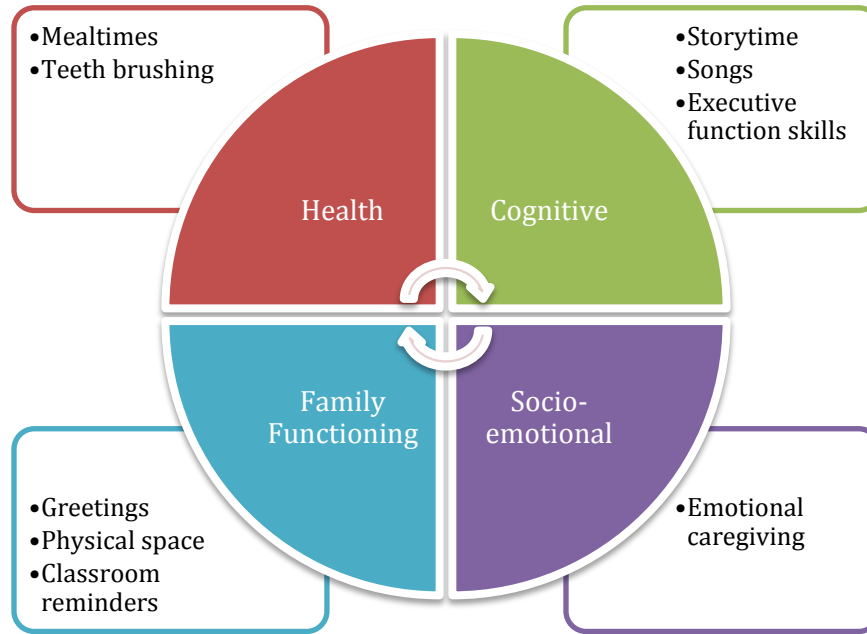 •Mealtimes
•Teeth brushing
•Storytime
•Songs
•Executive
function skills
Health
Cognitive
Family
Functioning
Socio-
emotional
•Greetings
•Physical space
•Classroom
reminders
•Emotional
caregiving